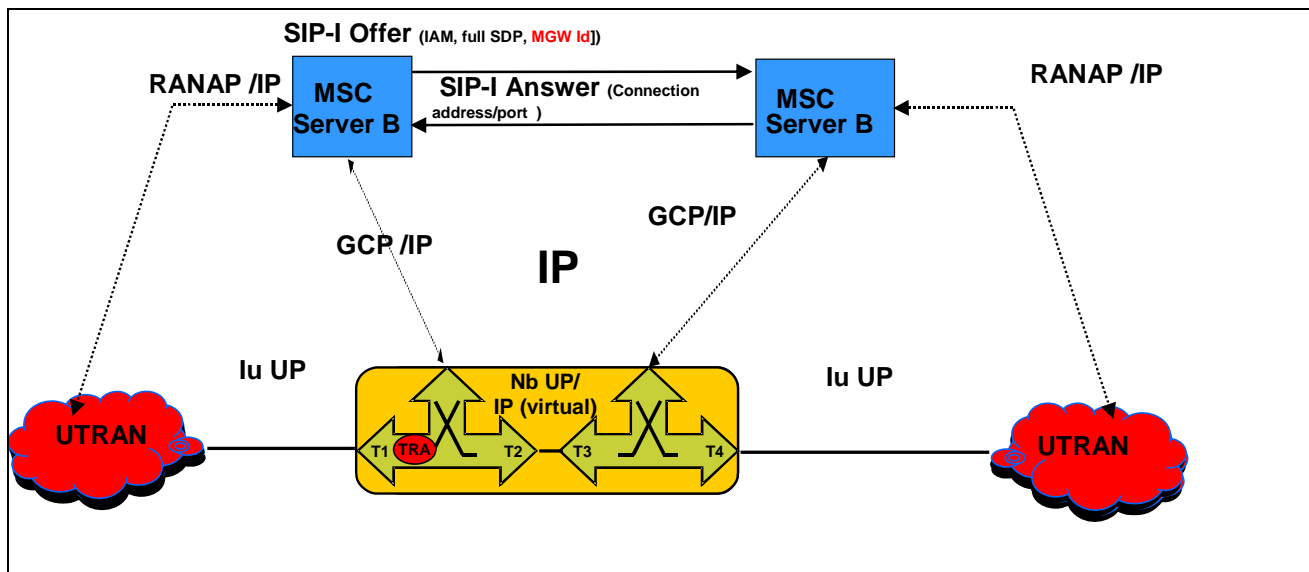 SIP-I Offer (IAM, full SDP, MGW Id])
RANAP /IP
MSC
Server B
SIP-I Answer (Connection
address/port )
MSC
Server B
RANAP /IP
GCP /IP
GCP/IP
IP
Iu UP
Nb UP/
IP (virtual)
Iu UP
UTRAN
T1
TRA
T2
T3
T4
UTRAN